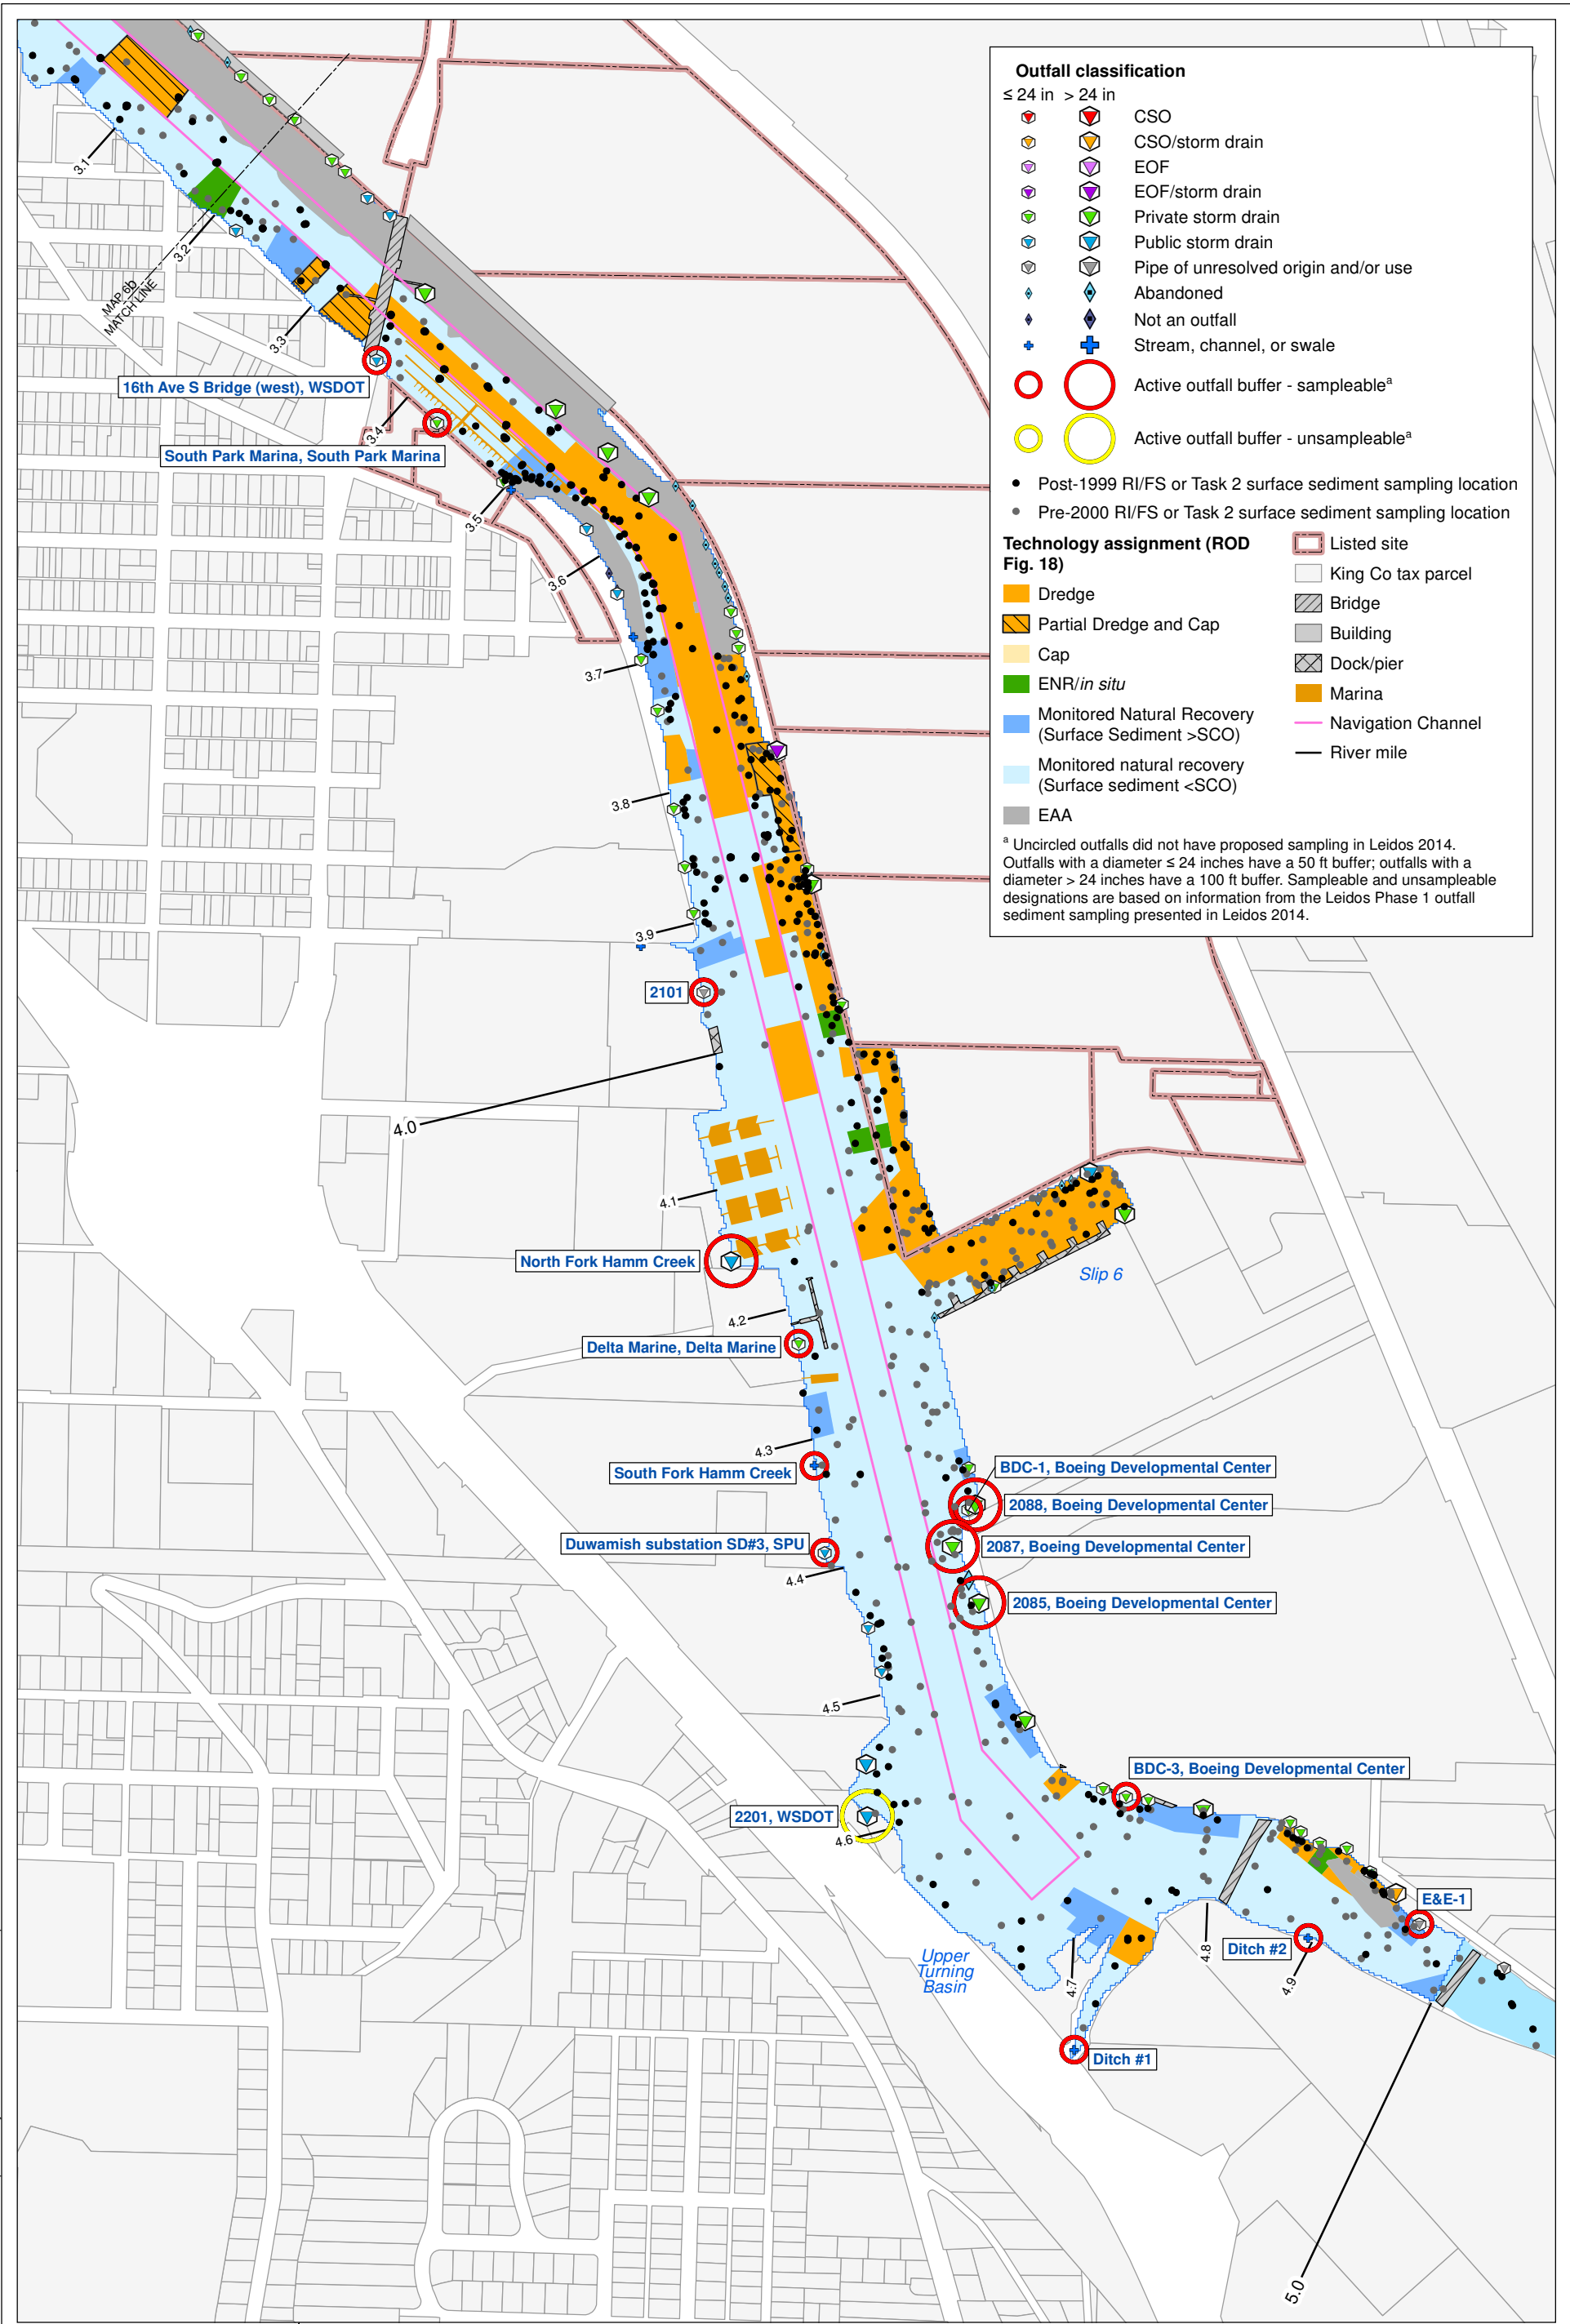 Outfall classification
≤ 24 in > 24 in
CSO
CSO/storm drain
EOF
EOF/storm drain
Private storm drain
Public storm drain
Pipe of unresolved origin and/or use
Abandoned
Not an outfall
Stream, channel, or swale
Active outfall buffer - sampleableᵃ
Active outfall buffer - unsampleableᵃ
Post-1999 RI/FS or Task 2 surface sediment sampling location
Pre-2000 RI/FS or Task 2 surface sediment sampling location
Technology assignment (ROD
Fig. 18)
Dredge
Partial Dredge and Cap
Cap
ENR/in situ
Monitored Natural Recovery
(Surface Sediment >SCO)
Monitored natural recovery
(Surface sediment <SCO)
EAA
Listed site
King Co tax parcel
Bridge
Building
Dock/pier
Marina
Navigation Channel
River mile
ᵃ Uncircled outfalls did not have proposed sampling in Leidos 2014.
Outfalls with a diameter ≤ 24 inches have a 50 ft buffer; outfalls with a
diameter > 24 inches have a 100 ft buffer. Sampleable and unsampleable
designations are based on information from the Leidos Phase 1 outfall
sediment sampling presented in Leidos 2014.
3.1
3.2
MAP 6b
MATCH LINE
3.3
16th Ave S Bridge (west), WSDOT
3.4
South Park Marina, South Park Marina
3.5
3.6
3.7
3.8
3.9
2101
4.0
4.1
North Fork Hamm Creek
Slip 6
4.2
Delta Marine, Delta Marine
4.3
South Fork Hamm Creek
BDC-1, Boeing Developmental Center
2088, Boeing Developmental Center
Duwamish substation SD#3, SPU
2087, Boeing Developmental Center
4.4
2085, Boeing Developmental Center
4.5
BDC-3, Boeing Developmental Center
2201, WSDOT
4.6
E&E-1
Ditch #2
Upper
Turning
Basin
4.7
4.8
4.9
Ditch #1
5.0